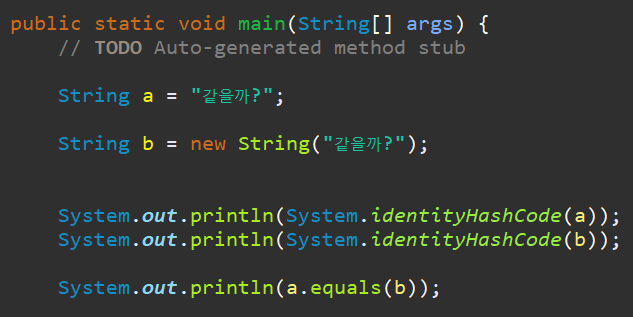 public static void main(String[] args) {
    // TODO Auto-generated method stub
    String a = "같을까?";
    String b = new String("같을까?");
    System.out.println(System.identityHashCode(a));
    System.out.println(System.identityHashCode(b));
    System.out.println(a.equals(b));